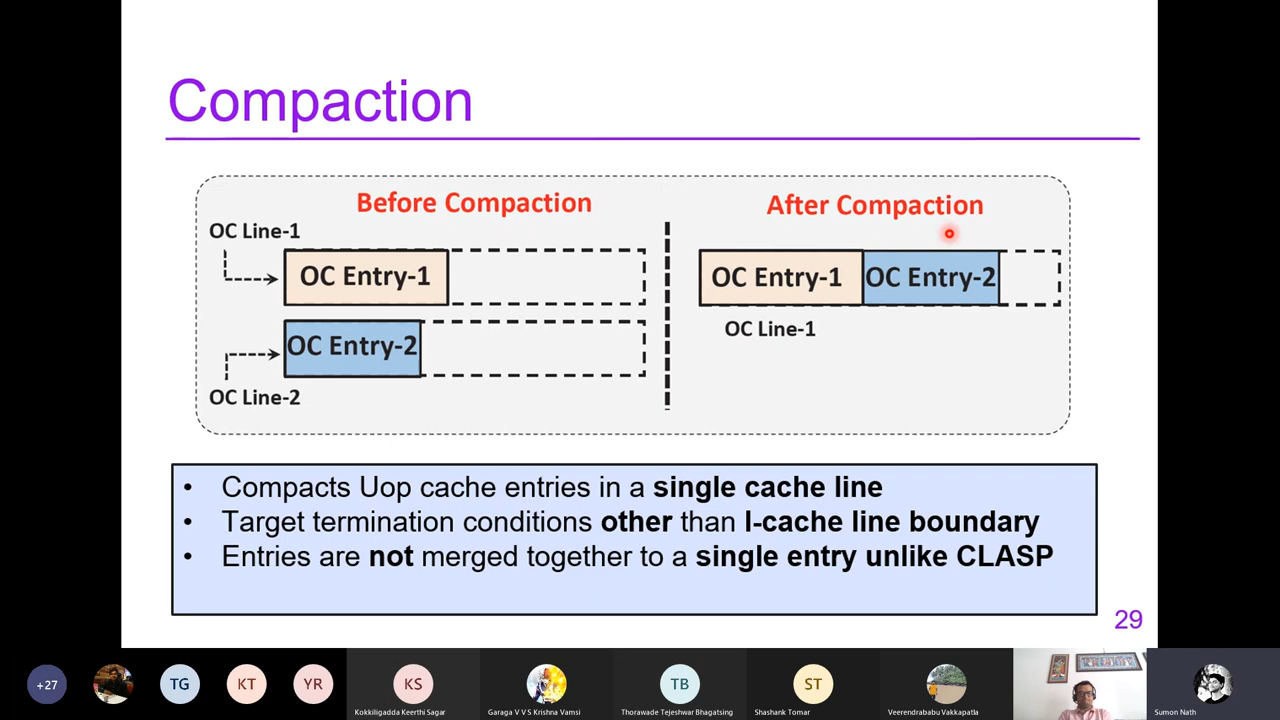 Compaction
Before Compaction
After Compaction
OC Line-1
OC Entry-1
OC Entry-2
OC Line-2
OC Entry-1
OC Entry-2
OC Line-1
• Compacts Uop cache entries in a single cache line
• Target termination conditions other than I-cache line boundary
• Entries are not merged together to a single entry unlike CLASP
29
+27
TG
KT
YR
KS
TB
ST
Kokkiligadda Keerthi Sagar
Garaga V V S Krishna Vamsi
Thorawade Tejeshwar Bhagatsing
Shashank Tomar
Veerendrababu Vakkapatla
Sumon Nath